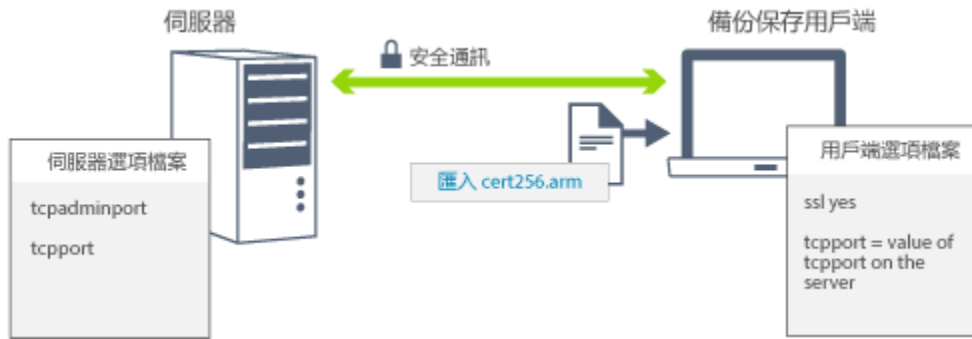 伺服器
備份保存用戶端
安全通訊
伺服器選項檔案
tcpadminport
tcpport
匯入 cert256.arm
用戶端選項檔案
ssl yes
tcpport = value of
tcpport on the
server